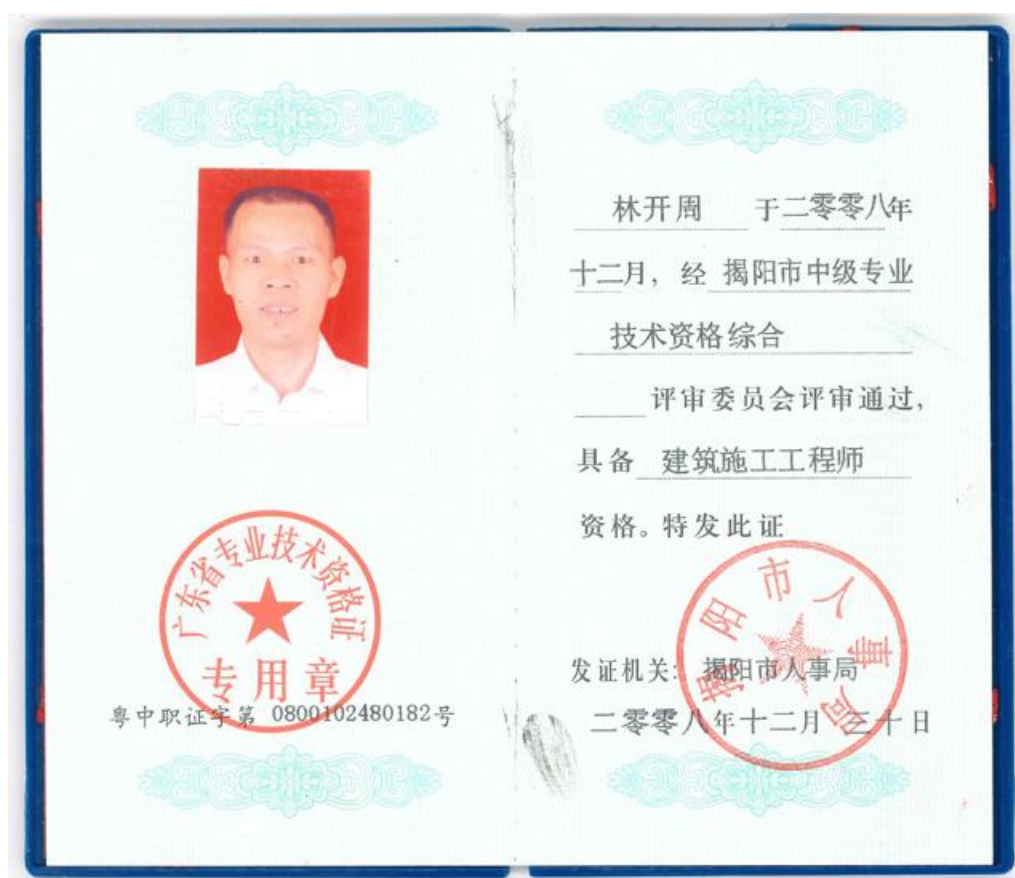 广东省专业技术资格证
专用章
粤中职证字第 0800102480182号
林开周 于二零零八年
十二月，经 揭阳市中级专业
技术资格综合
评审委员会评审通过，
具备 建筑施工工程师
资格。特发此证
揭阳市人事局
发证机关：揭阳市人事局
二零零八年十二月三十日